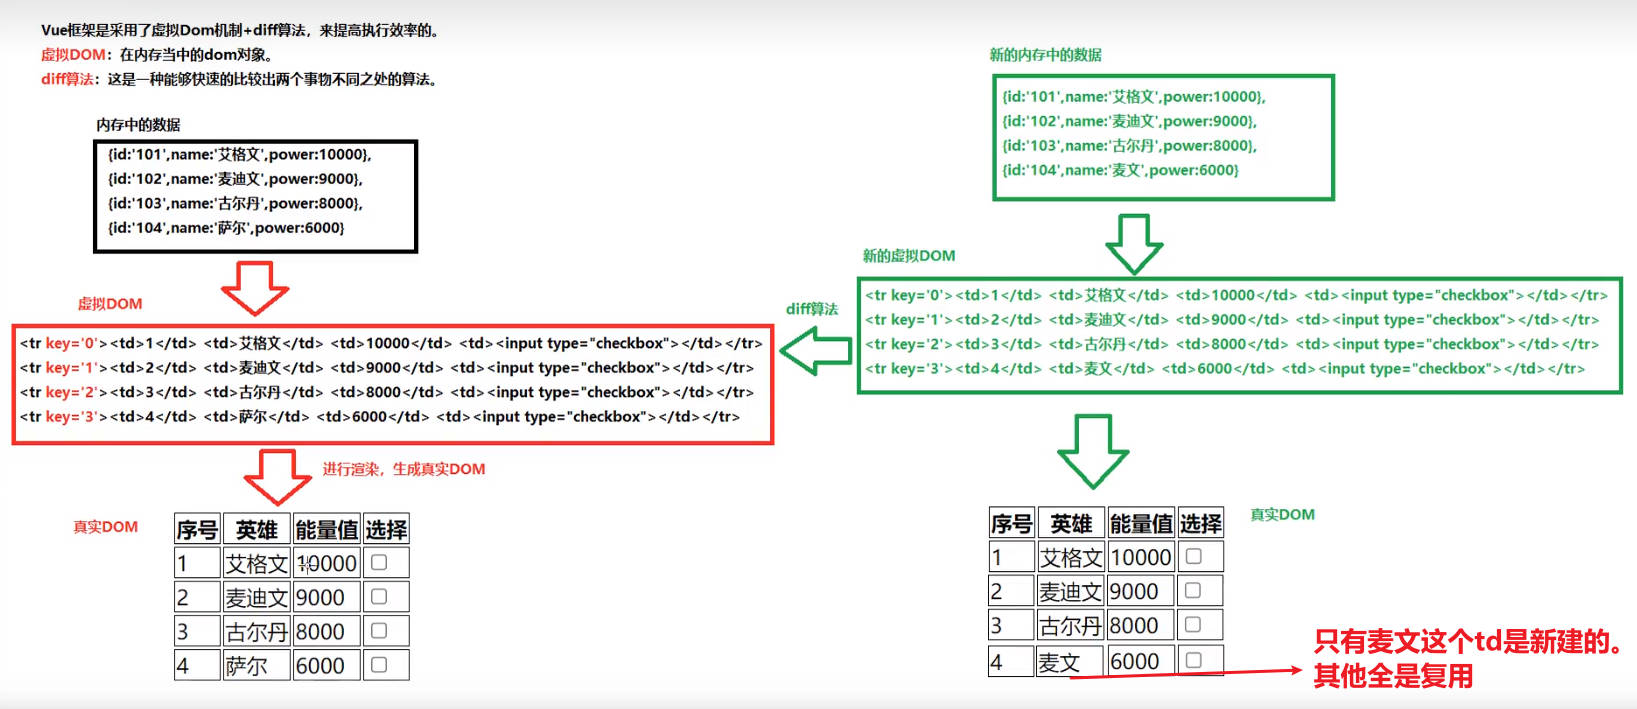 Vue框架是采用了虚拟Dom机制+diff算法，来提高执行效率的。
虚拟DOM：在内存当中的dom对象。
diff算法：这是一种能够快速的比较出两个事物不同之处的算法。
内存中的数据
{id:'101',name:'艾格文',power:10000},
{id:'102',name:'麦迪文',power:9000},
{id:'103',name:'古尔丹',power:8000},
{id:'104',name:'萨尔',power:6000}
虚拟DOM
<tr key='0'><td>1</td> <td>艾格文</td> <td>10000</td> <td><input type="checkbox"></td></tr>
<tr key='1'><td>2</td> <td>麦迪文</td> <td>9000</td> <td><input type="checkbox"></td></tr>
<tr key='2'><td>3</td> <td>古尔丹</td> <td>8000</td> <td><input type="checkbox"></td></tr>
<tr key='3'><td>4</td> <td>萨尔</td> <td>6000</td> <td><input type="checkbox"></td></tr>
进行渲染，生成真实DOM
真实DOM
序号 英雄 能量值 选择
1 艾格文 10000
2 麦迪文 9000
3 古尔丹 8000
4 萨尔 6000
新的内存中的数据
{id:'101',name:'艾格文',power:10000},
{id:'102',name:'麦迪文',power:9000},
{id:'103',name:'古尔丹',power:8000},
{id:'104',name:'麦文',power:6000}
新的虚拟DOM
diff算法
<tr key='0'><td>1</td> <td>艾格文</td> <td>10000</td> <td><input type="checkbox"></td></tr>
<tr key='1'><td>2</td> <td>麦迪文</td> <td>9000</td> <td><input type="checkbox"></td></tr>
<tr key='2'><td>3</td> <td>古尔丹</td> <td>8000</td> <td><input type="checkbox"></td></tr>
<tr key='3'><td>4</td> <td>麦文</td> <td>6000</td> <td><input type="checkbox"></td></tr>
真实DOM
序号 英雄 能量值 选择
1 艾格文 10000
2 麦迪文 9000
3 古尔丹 8000
4 麦文 6000
只有麦文这个td是新建的。
其他全是复用